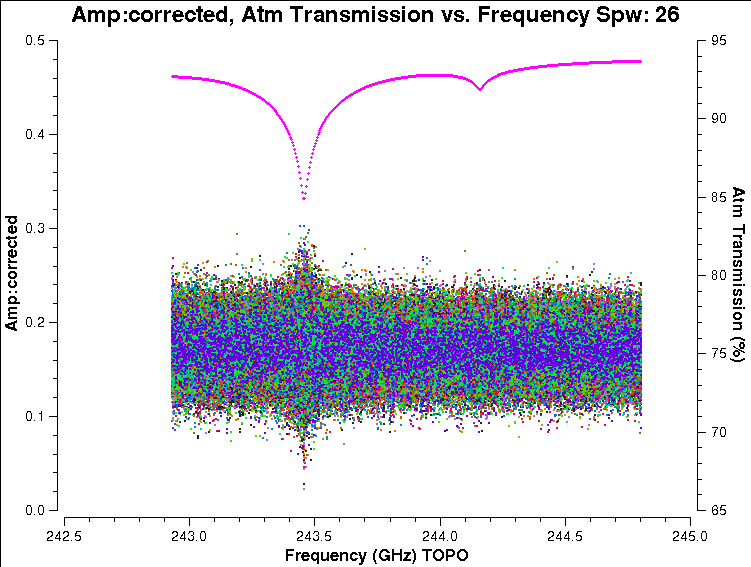 Amp:corrected, Atm Transmission vs. Frequency Spw: 26
0.5
0.4
0.3
0.2
0.1
0.0
Amp:corrected
95
90
85
80
75
70
65
Atm Transmission (%)
242.5 243.0 243.5 244.0 244.5 245.0
Frequency (GHz) TOPO